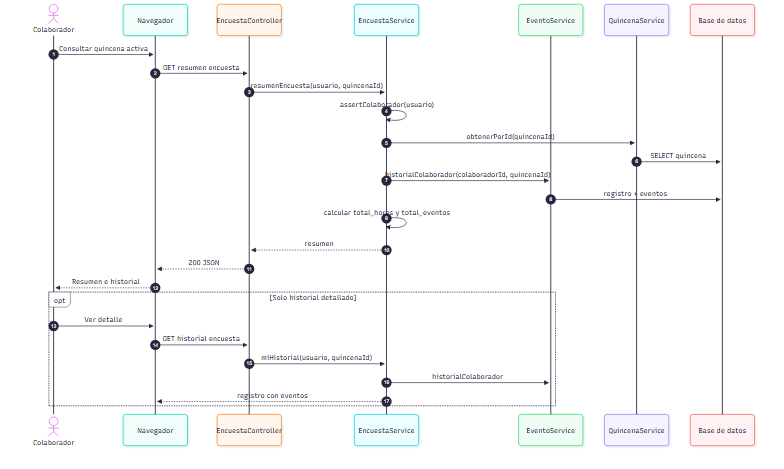 Colaborador
Navegador
EncuestaController
EncuestaService
EventoService
QuincenaService
Base de datos
1 Consultar quincena activa
2 GET resumen encuesta
3 resumenEncuesta(usuario, quincenaId)
assertColaborador(usuario)
4
5 obtenerPorId(quincenaId)
6 SELECT quincena
7 historialColaborador(colaboradorId, quincenaId)
8 registro + eventos
calcular total_horas y total_eventos
9
resumen 10
200 JSON 11
Resumen e historial 12
opt [Solo historial detallado]
13 Ver detalle
14 GET historial encuesta
15 miHistorial(usuario, quincenaId)
16 historialColaborador
registro con eventos 17
Colaborador
Navegador
EncuestaController
EncuestaService
EventoService
QuincenaService
Base de datos